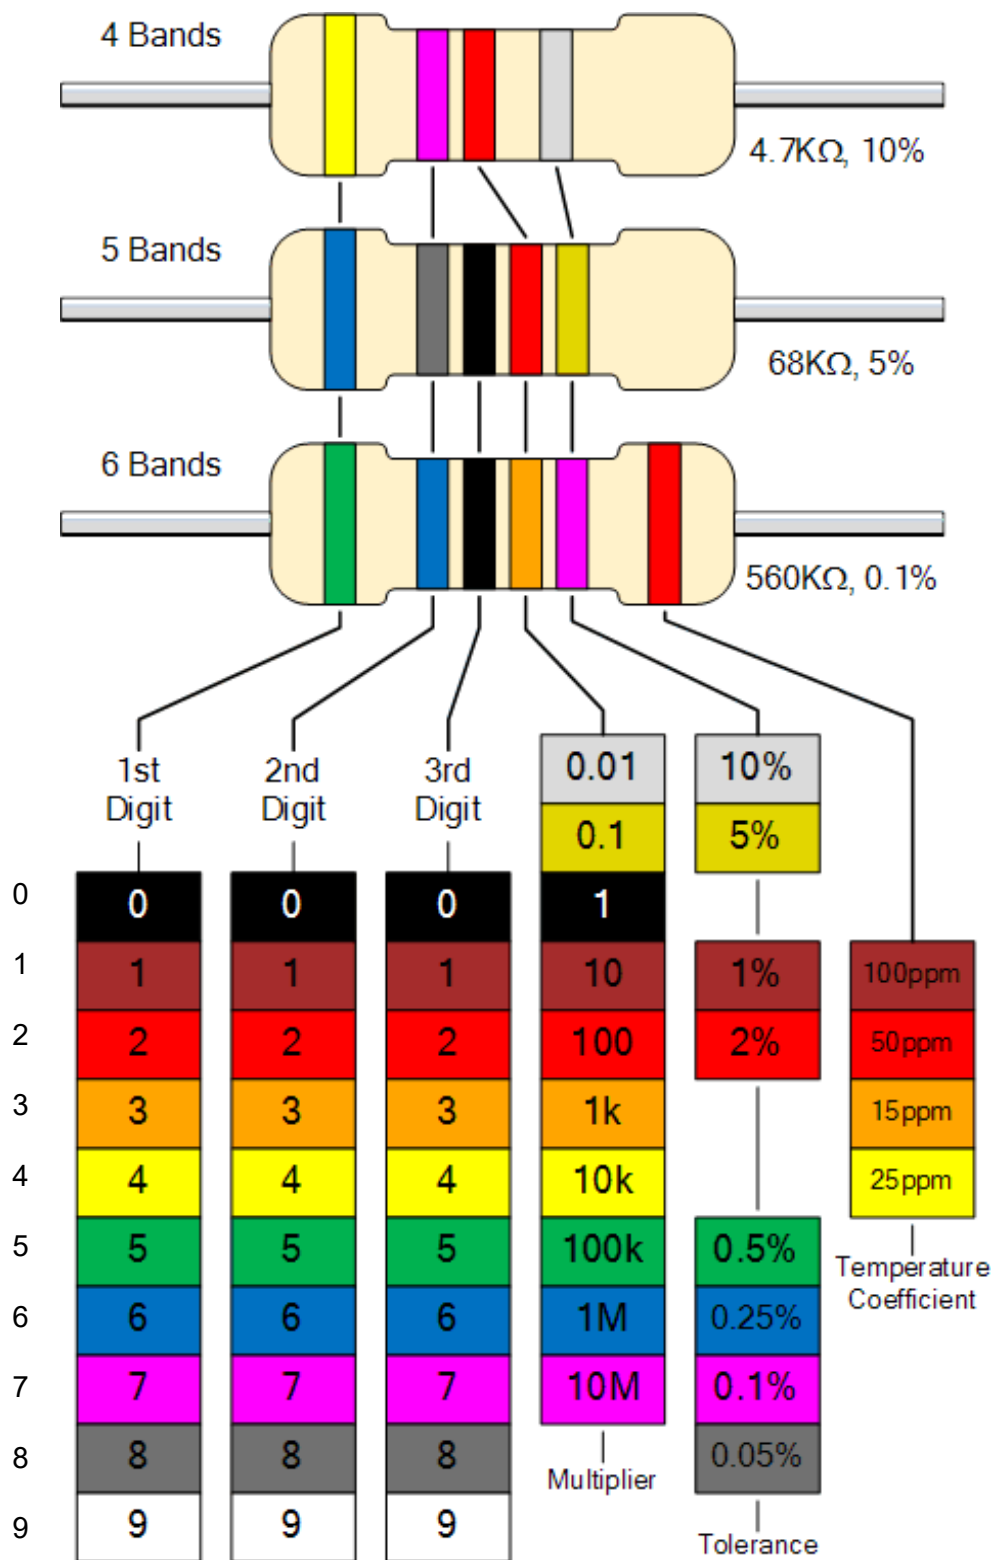 4 Bands
4.7KΩ, 10%
5 Bands
68KΩ, 5%
6 Bands
560KΩ, 0.1%
1st
Digit
2nd
Digit
3rd
Digit
0.01 10%
0.1 5%
0 0 0 0 1
1 1 1 1 10 1% 100ppm
2 2 2 2 100 2% 50ppm
3 3 3 3 1k 15ppm
4 4 4 4 10k 25ppm
5 5 5 5 100k 0.5%
Temperature
Coefficient
6 6 6 6 1M 0.25%
7 7 7 7 10M 0.1%
8 8 8 8 0.05%
Multiplier
9 9 9 9
Tolerance